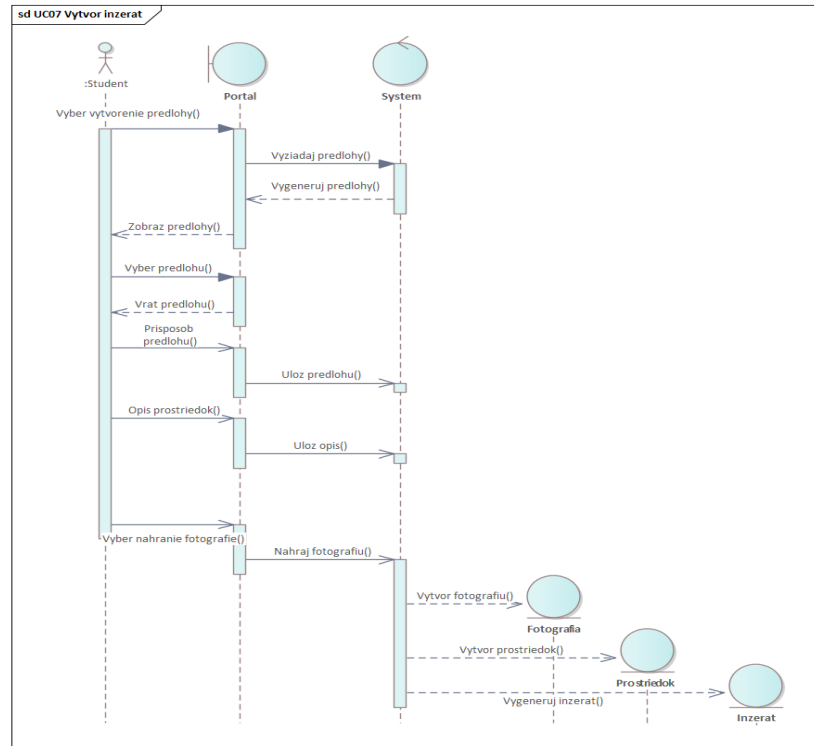 sd UC07 Vytvor inzerat
:Student
Portal
System
Vyber vytvorenie predlohy()
Vyziadaj predlohy()
Vygeneruj predlohy()
Zobraz predlohy()
Vyber predlohu()
Vrat predlohu()
Prisposob
predlohu()
Uloz predlohu()
Opis prostriedok()
Uloz opis()
Vyber nahranie fotografie()
Nahraj fotografiu()
Vytvor fotografiu()
Fotografia
Vytvor prostriedok()
Prostriedok
Vygeneruj inzerat()
Inzerat